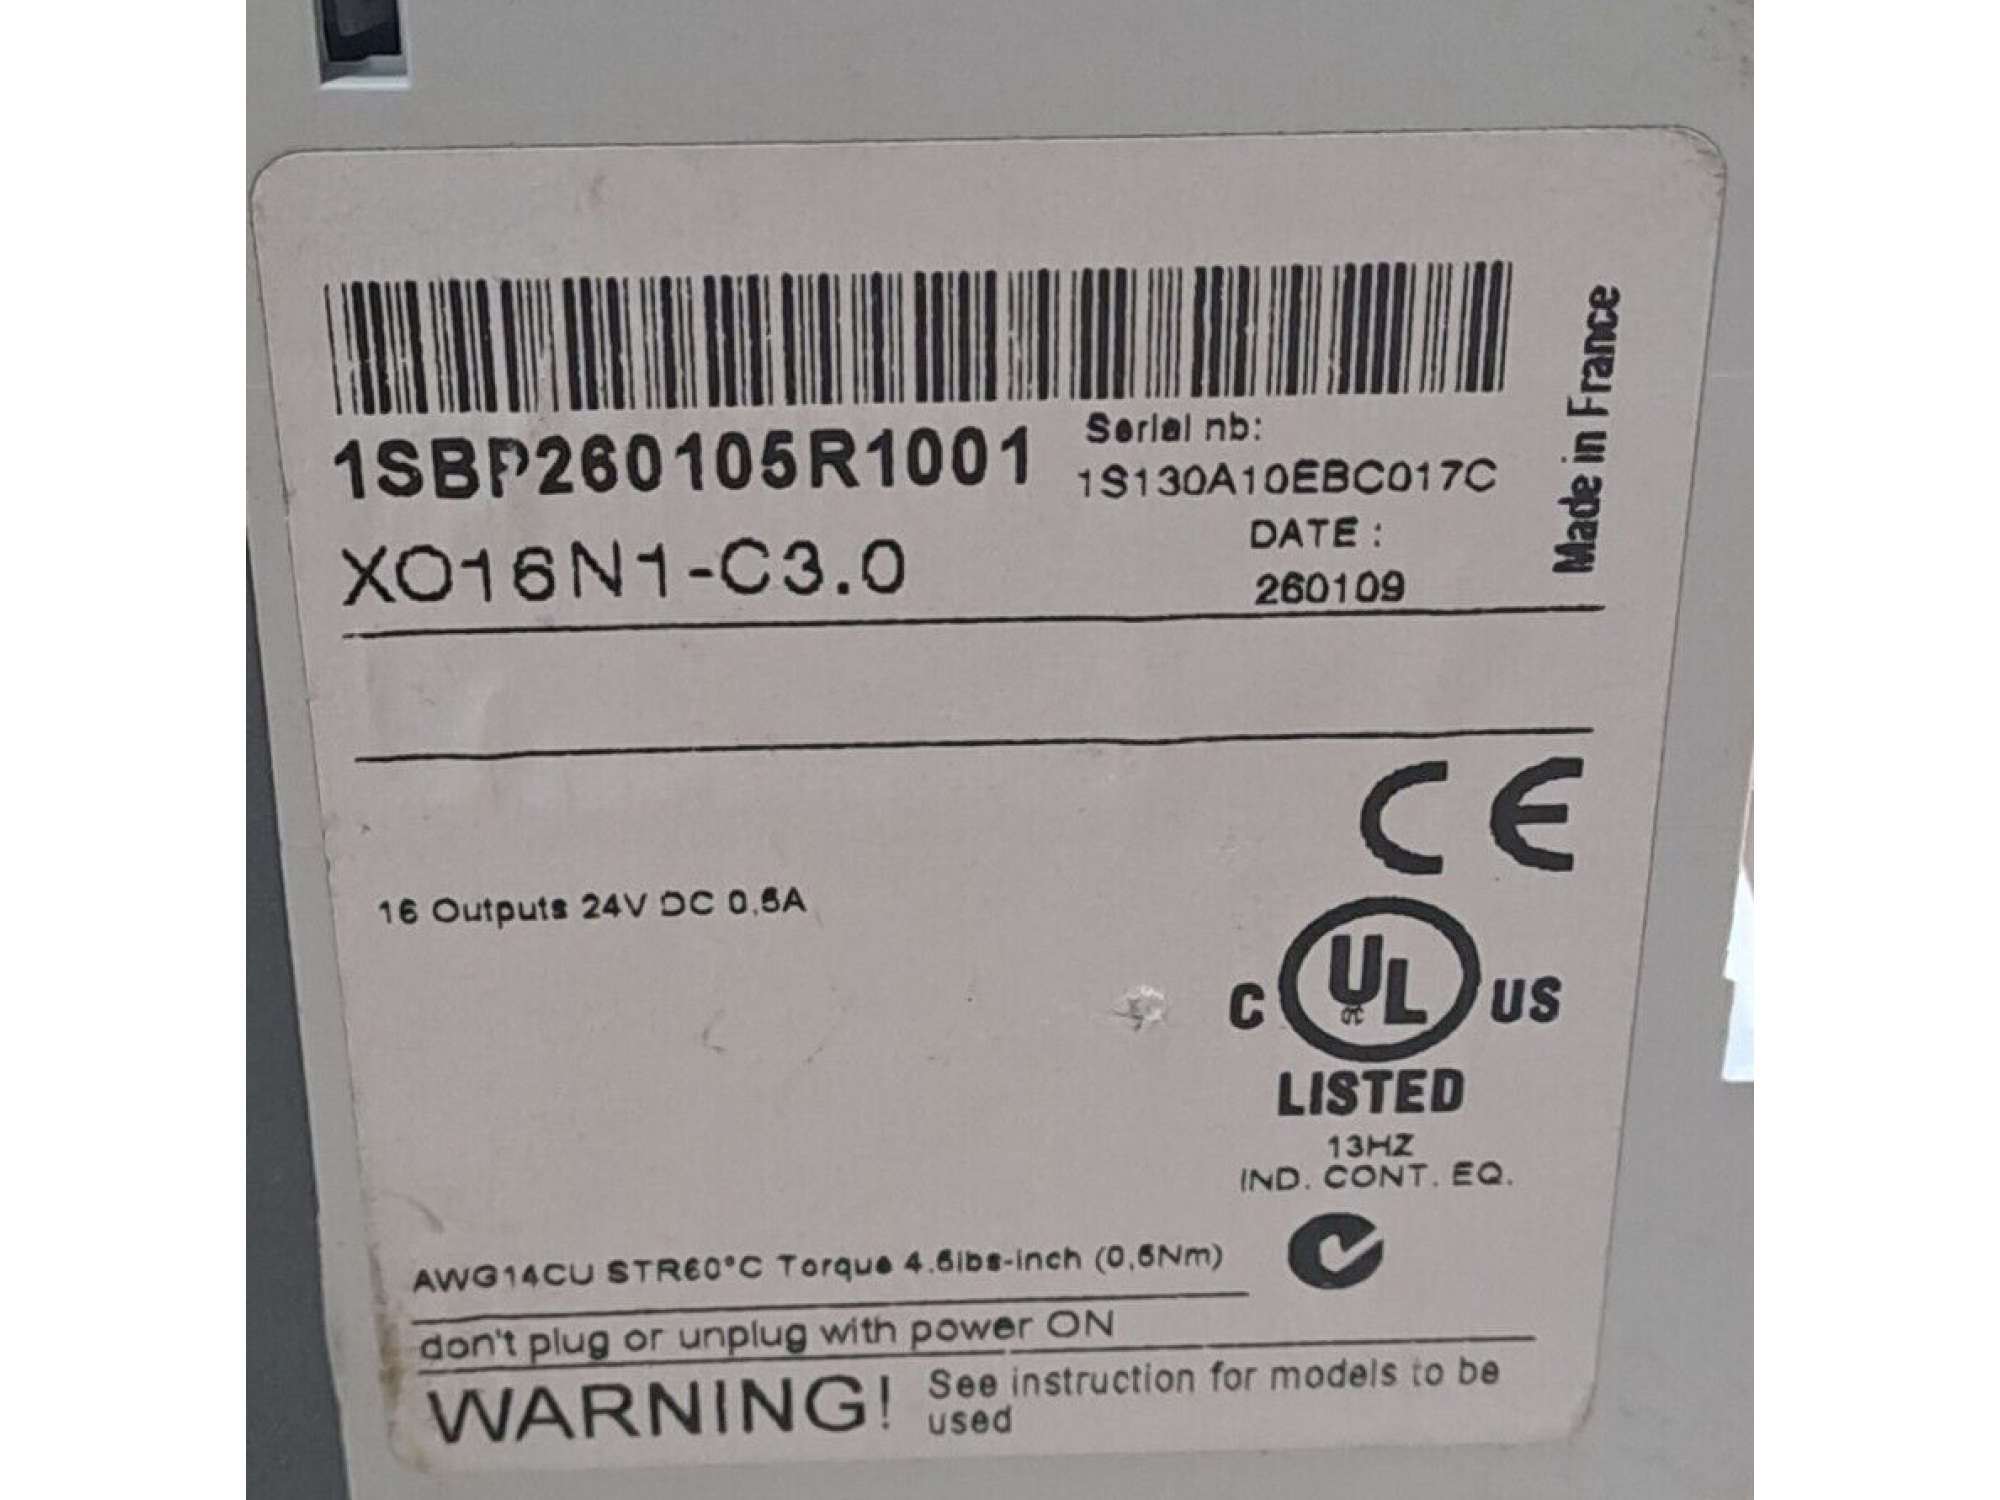 1SBP260105R1001
Serial nb:
1S130A10EBC017C
XO16N1-C3.0
DATE :
260109
Made in France
CE
16 Outputs 24V DC 0,5A
C UL US
LISTED
13HZ
IND. CONT. EQ.
AWG14CU STR60°C Torque 4.5lbs-inch (0,5Nm)
don't plug or unplug with power ON
WARNING! See instruction for models to be
used